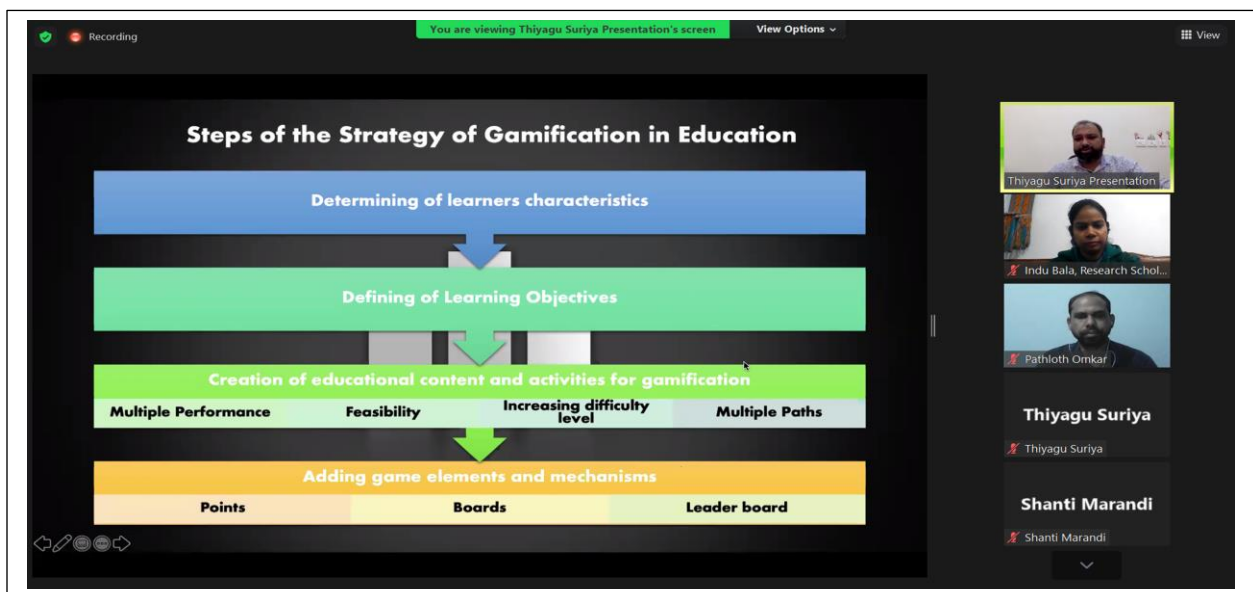 Recording
You are viewing Thiyagu Suriya Presentation's screen
View Options
View
Steps of the Strategy of Gamification in Education
Determining of learners characteristics
Defining of Learning Objectives
Creation of educational content and activities for gamification
Multiple Performance
Feasibility
Increasing difficulty
level
Multiple Paths
Adding game elements and mechanisms
Points
Boards
Leader board
Thiyagu Suriya Presentation
Indu Bala, Research Schol...
Pathloth Omkar
Thiyagu Suriya
Thiyagu Suriya
Shanti Marandi
Shanti Marandi